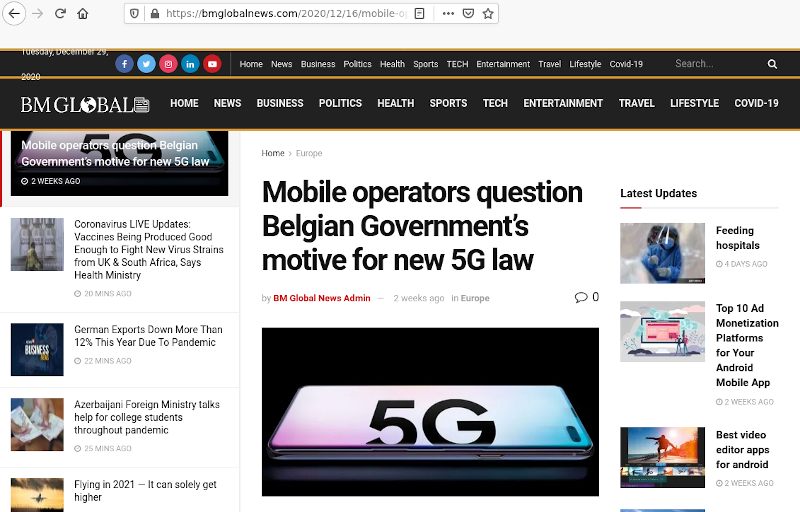 https://bmglobalnews.com/2020/12/16/mobile-o
Tuesday, December 29,
2020
Home News Business Politics Health Sports TECH Entertainment Travel Lifestyle Covid-19
Search...
BM GLOBAL
HOME NEWS BUSINESS POLITICS HEALTH SPORTS TECH ENTERTAINMENT TRAVEL LIFESTYLE COVID-19
Mobile operators question Belgian
Government's motive for new 5G law
2 WEEKS AGO
Coronavirus LIVE Updates:
Vaccines Being Produced Good
Enough to Fight New Virus Strains
from UK & South Africa, Says
Health Ministry
20 MINS AGO
BUSINESS
German Exports Down More Than
12% This Year Due To Pandemic
22 MINS AGO
Azerbaijani Foreign Ministry talks
help for college students
throughout pandemic
25 MINS AGO
Flying in 2021 — It can solely get
higher
Home > Europe
Mobile operators question
Belgian Government's
motive for new 5G law
by BM Global News Admin — 2 weeks ago in Europe
0
5G
Latest Updates
Feeding
hospitals
4 DAYS AGO
Top 10 Ad
Monetization
Platforms
for Your
Android
Mobile App
2 WEEKS AGO
Best video
editor apps
for android
2 WEEKS AGO